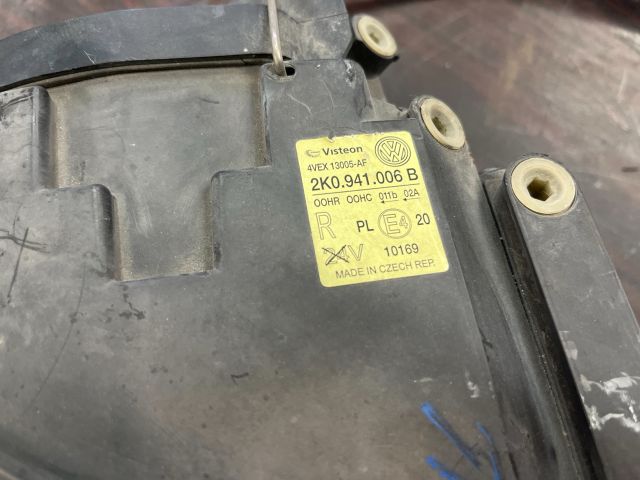 Visteon
4VEX 13005-AF
2K0.941.006 B
OOHR OOHC 011b 02A
R PL E4 20
24V 10169
MADE IN CZECH REP.